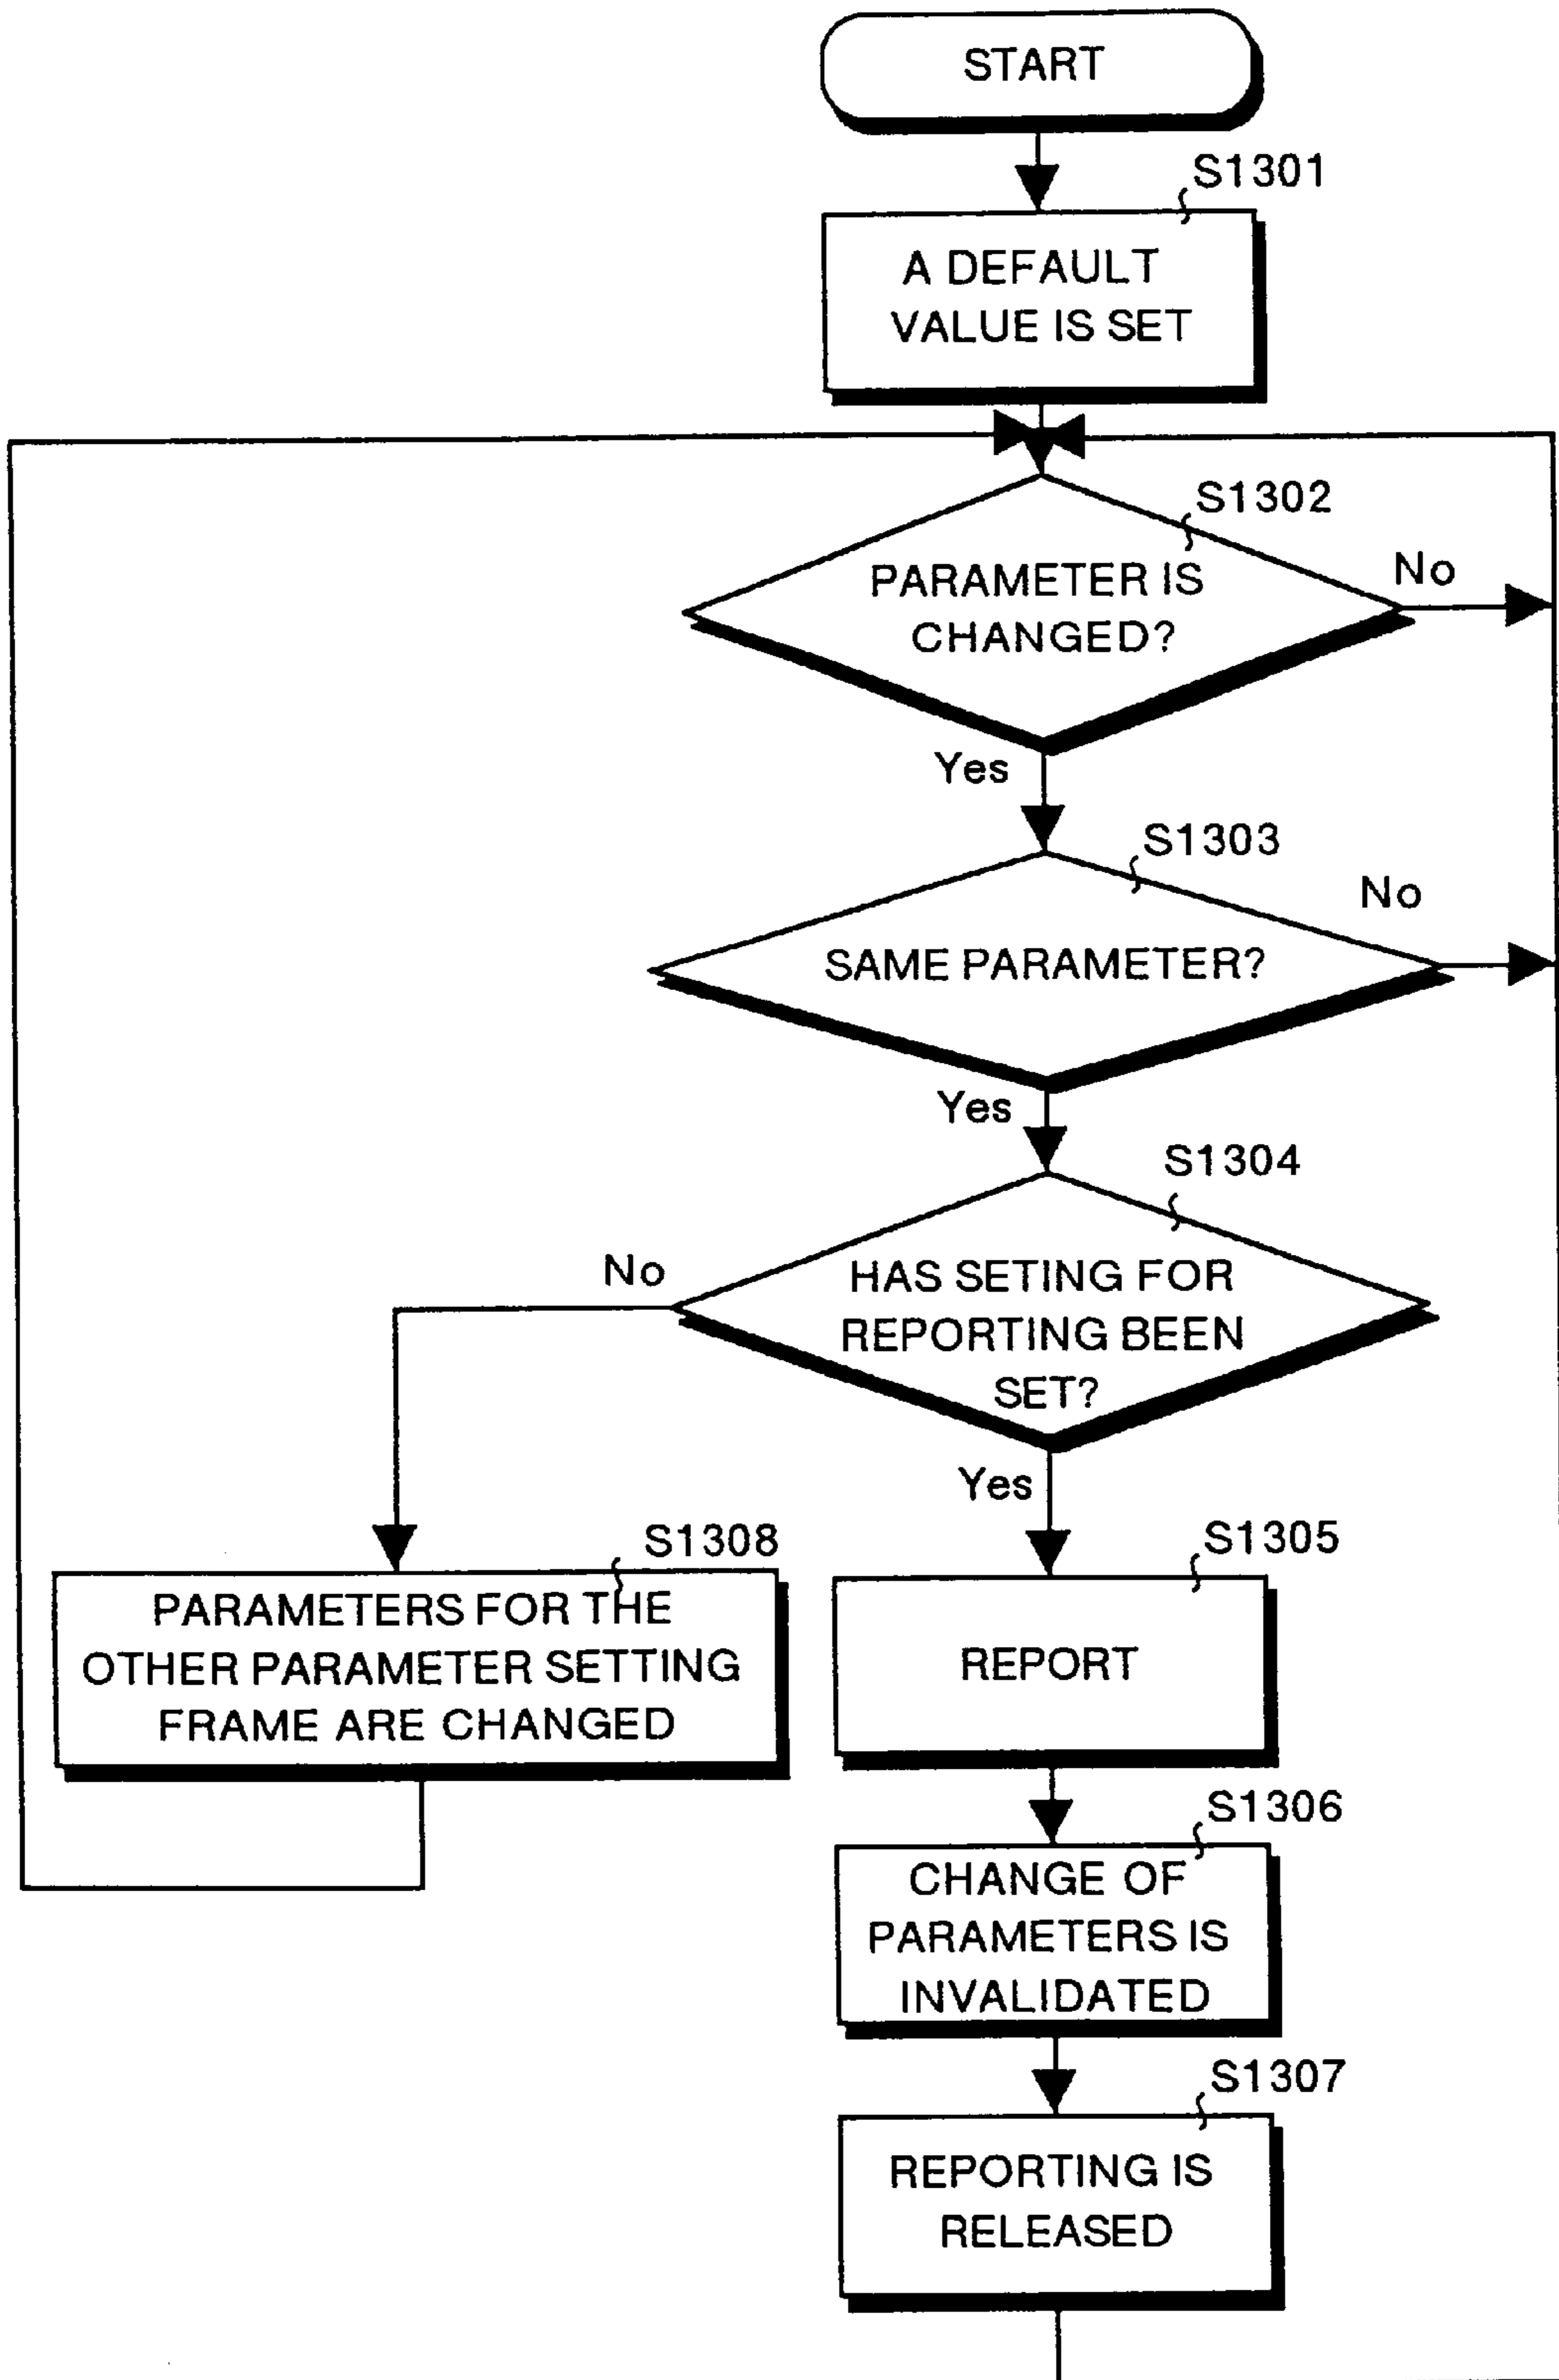 START
S1301
A DEFAULT
VALUE IS SET
S1302
PARAMETER IS
CHANGED?
No
Yes
S1303
SAME PARAMETER?
No
Yes
S1304
HAS SETING FOR
REPORTING BEEN
SET?
No
Yes
S1308
PARAMETERS FOR THE
OTHER PARAMETER SETTING
FRAME ARE CHANGED
S1305
REPORT
S1306
CHANGE OF
PARAMETERS IS
INVALIDATED
S1307
REPORTING IS
RELEASED